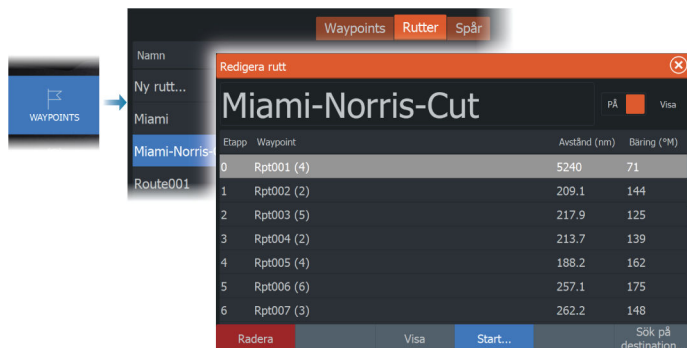 WAYPOINTS
Waypoints Rutter Spår
Namn
Ny rutt...
Miami
Miami-Norris-
Route001
Redigera rutt
Miami-Norris-Cut
PÅ Visa
Etapp Waypoint Avstånd (nm) Bäring (°M)
0 Rpt001 (4) 5240 71
1 Rpt002 (2) 209.1 144
2 Rpt003 (5) 217.9 125
3 Rpt004 (2) 213.7 139
4 Rpt005 (4) 188.2 162
5 Rpt006 (6) 257.1 175
6 Rpt007 (3) 262.2 148
Radera Visa Start... Sök på
destination